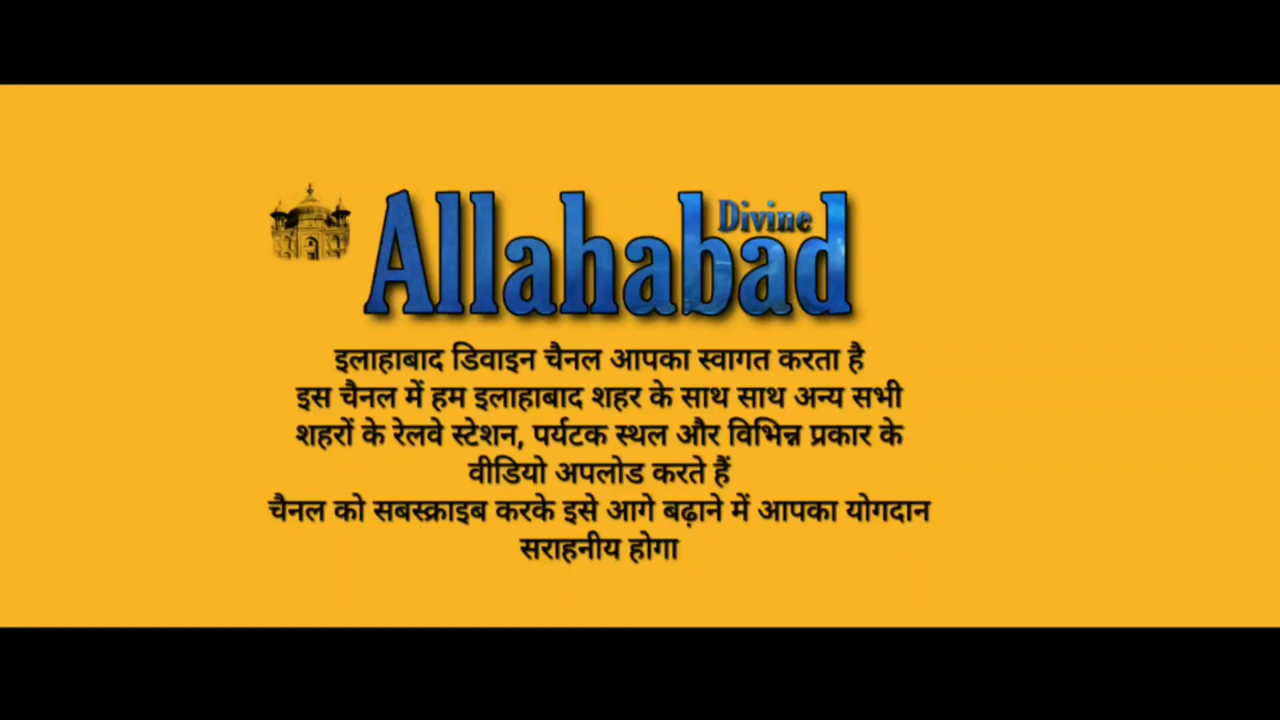 Divine
Allahabad
इलाहाबाद डिवाइन चैनल आपका स्वागत करता है
इस चैनल में हम इलाहाबाद शहर के साथ साथ अन्य सभी
शहरों के रेलवे स्टेशन, पर्यटक स्थल और विभिन्न प्रकार के
वीडियो अपलोड करते हैं
चैनल को सबस्क्राइब करके इसे आगे बढ़ाने में आपका योगदान
सराहनीय होगा